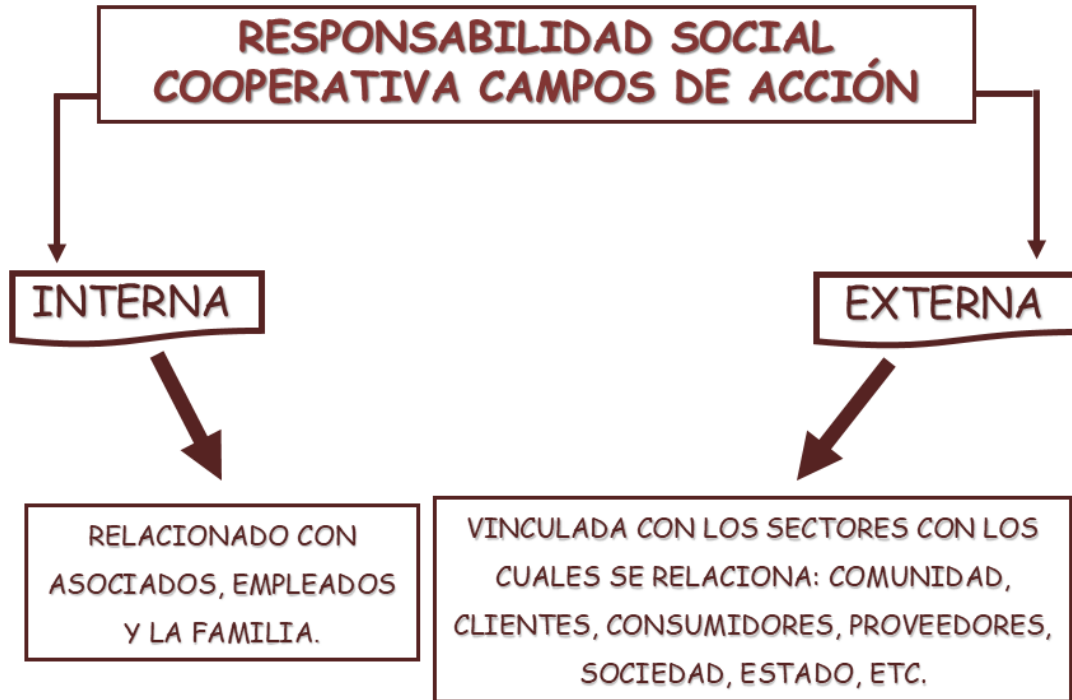 RESPONSABILIDAD SOCIAL
COOPERATIVA CAMPOS DE ACCIÓN
INTERNA
EXTERNA
RELACIONADO CON
ASOCIADOS, EMPLEADOS
Y LA FAMILIA.
VINCULADA CON LOS SECTORES CON LOS
CUALES SE RELACIONA: COMUNIDAD,
CLIENTES, CONSUMIDORES, PROVEEDORES,
SOCIEDAD, ESTADO, ETC.